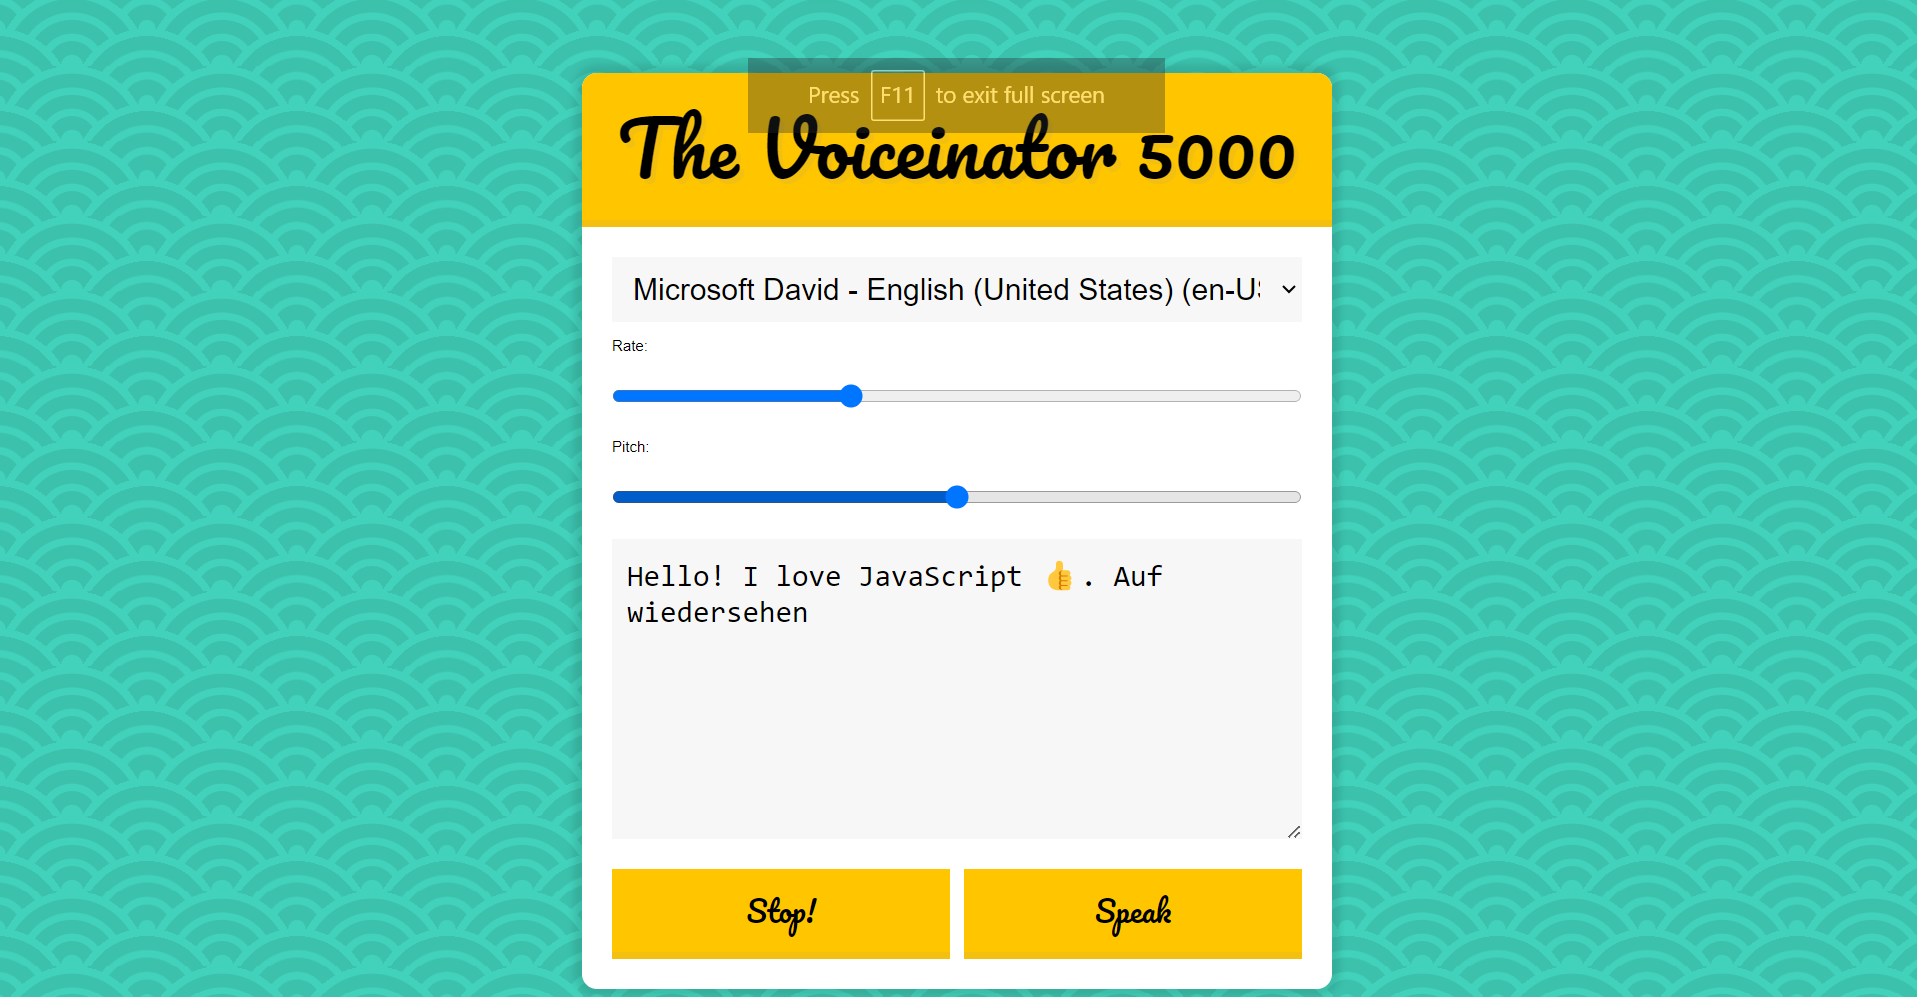 Press F11 to exit full screen
The Voiceinator 5000
Microsoft David - English (United States) (en-US
Rate:
Pitch:
Hello! I love JavaScript 👍. Auf
wiedersehen
Stop!
Speak